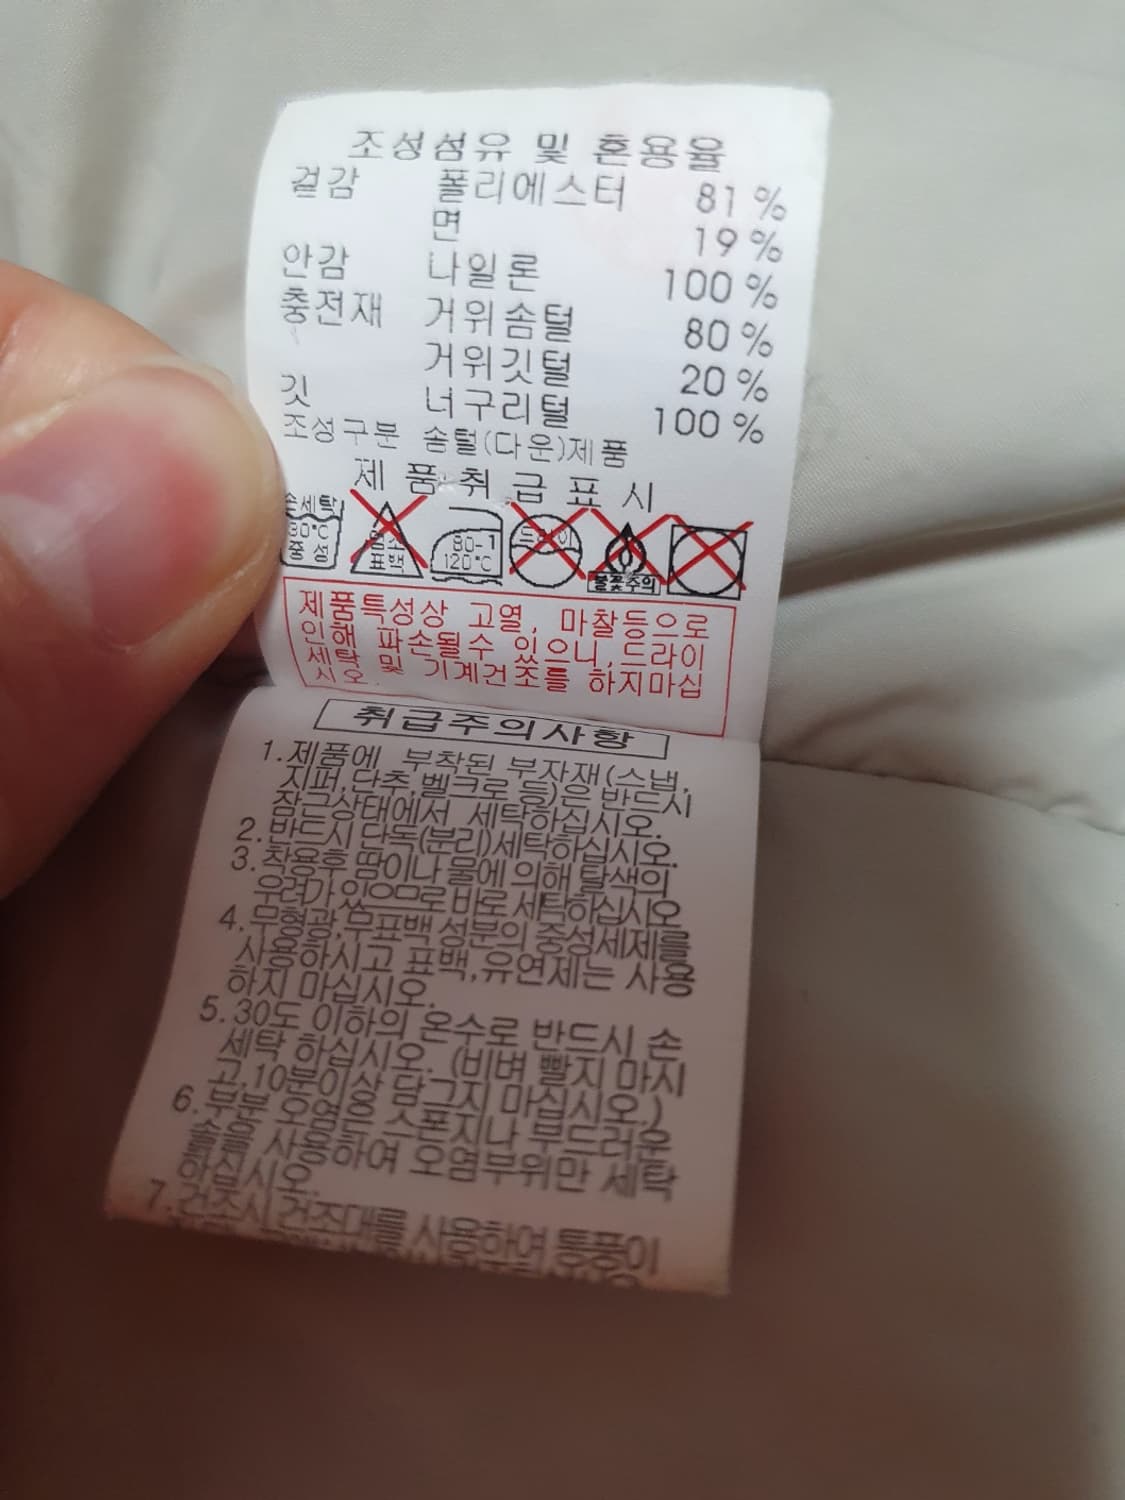 조성섬유 및 혼용율
겉감 폴리에스터 81 %
면 19 %
안감 나일론 100 %
충전재 거위솜털 80 %
거위깃털 20 %
깃 너구리털 100 %
조성구분 솜털(다운)제품
제 품 취 급 표 시
손세탁
30°C
중 성
염소
표백
80-1
120°C
드라이
불꽃주의
제품특성상 고열, 마찰등으로
인해 파손될수 있으니,드라이
세탁 및 기계건조를 하지마십
시오.
취급주의사항
1.제품에 부착된 부자재(스냅,
지퍼,단추,벨크로 등)은 반드시
잠근상태에서 세탁하십시오.
2.반드시 단독(분리)세탁하십시오.
3.착용후 땀이나 물에 의해 탈색의
우려가 있으므로 바로 세탁하십시오
4.무형광,무표백 성분의 중성세제를
사용하시고 표백,유연제는 사용
하지 마십시오.
5.30도 이하의 온수로 반드시 손
세탁 하십시오. (비벼 빨지 마시
고,10분이상 담그지 마십시오.)
6.부분 오염은 스폰지나 부드러운
솔을 사용하여 오염부위만 세탁
하십시오.
7.건조시 건조대를 사용하여 통풍이